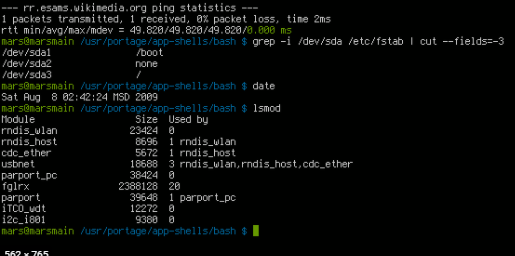 --- rr.esams.wikimedia.org ping statistics ---
1 packets transmitted, 1 received, 0% packet loss, time 2ms
rtt min/avg/max/mdev = 49.820/49.820/49.820/0.000 ms
mars@marsmain /usr/portage/app-shells/bash $ grep -i /dev/sda /etc/fstab | cut --fields=-3
/dev/sda1               /boot
/dev/sda2               none
/dev/sda3               /
mars@marsmain /usr/portage/app-shells/bash $ date
Sat Aug  8 02:42:24 MSD 2009
mars@marsmain /usr/portage/app-shells/bash $ lsmod
Module                  Size  Used by
rndis_wlan             23424  0
rndis_host              8696  1 rndis_wlan
cdc_ether               5672  1 rndis_host
usbnet                 18688  3 rndis_wlan,rndis_host,cdc_ether
parport_pc             38424  0
fglrx                2388128  20
parport                39648  1 parport_pc
iTCO_wdt               12272  0
i2c_i801                9380  0
mars@marsmain /usr/portage/app-shells/bash $
562 x 765